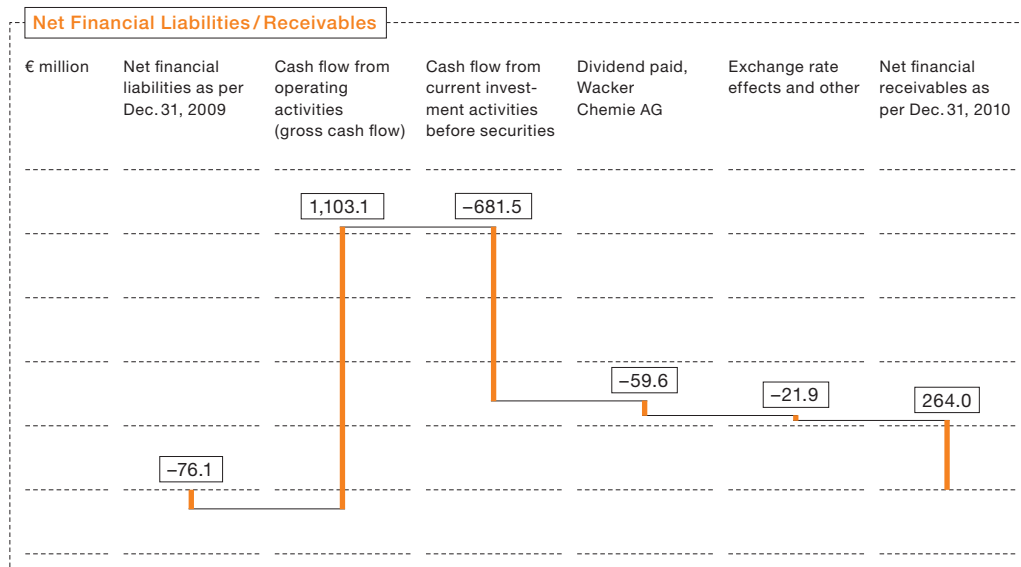 Net Financial Liabilities/Receivables
€ million
Net financial
liabilities as per
Dec. 31, 2009
Cash flow from
operating
activities
(gross cash flow)
Cash flow from
current invest-
ment activities
before securities
Dividend paid,
Wacker
Chemie AG
Exchange rate
effects and other
Net financial
receivables as
per Dec. 31, 2010
1,103.1
−681.5
−59.6
−21.9
264.0
−76.1